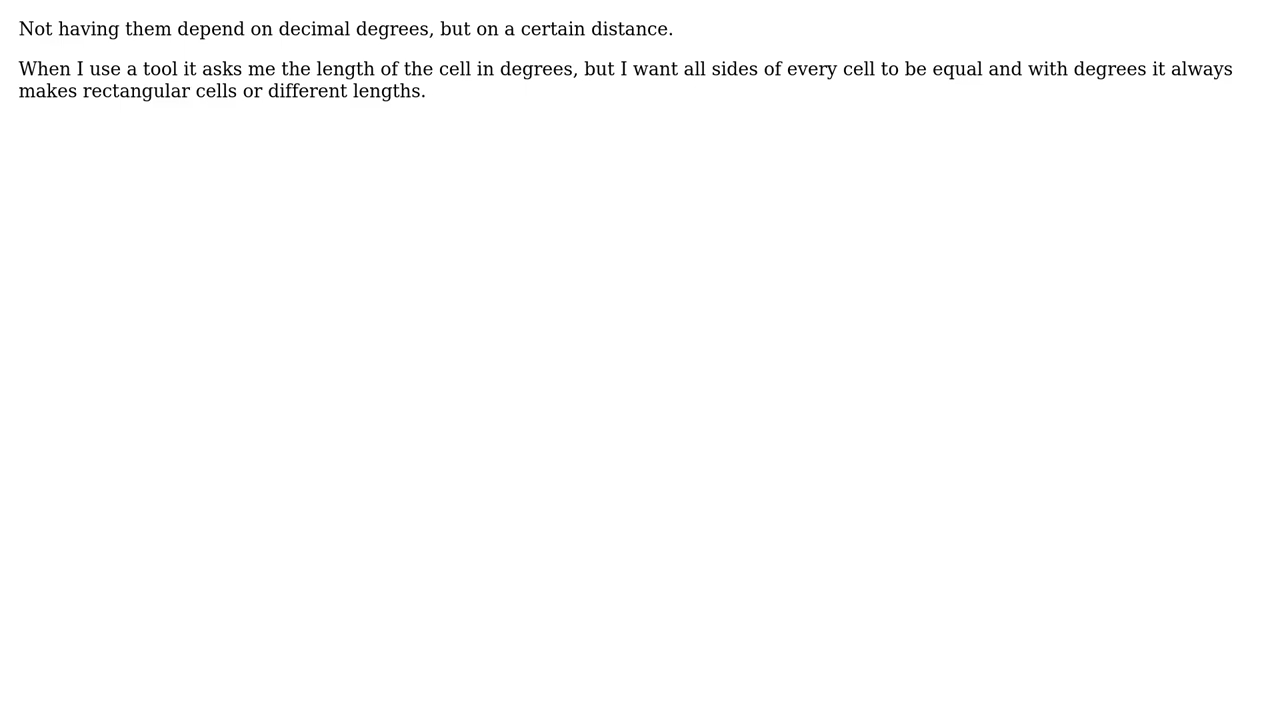 Not having them depend on decimal degrees, but on a certain distance.
When I use a tool it asks me the length of the cell in degrees, but I want all sides of every cell to be equal and with degrees it always
makes rectangular cells or different lengths.